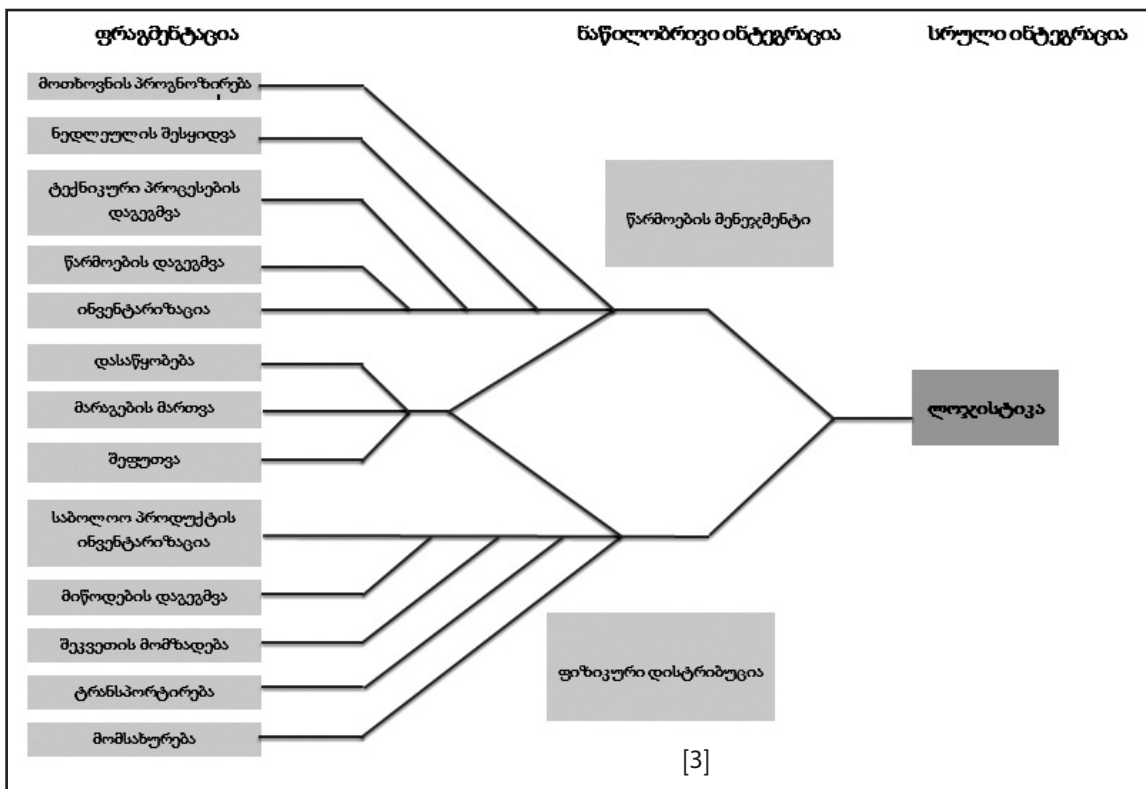 ფრაგმენტაცია
ნაწილობრივი ინტეგრაცია
სრული ინტეგრაცია
მოთხოვნის პროგნოზირება
ნედლეულის შესყიდვა
ტექნიკური პროცესების
დაგეგმვა
წარმოების დაგეგმვა
ინვენტარიზაცია
დასაწყობება
მარაგების მართვა
შეფუთვა
საბოლოო პროდუქტის
ინვენტარიზაცია
მიწოდების დაგეგმვა
შეკვეთის მომზადება
ტრანსპორტირება
მომსახურება
წარმოების მენეჯმენტი
ფიზიკური დისტრიბუცია
ლოჯისტიკა
[3]